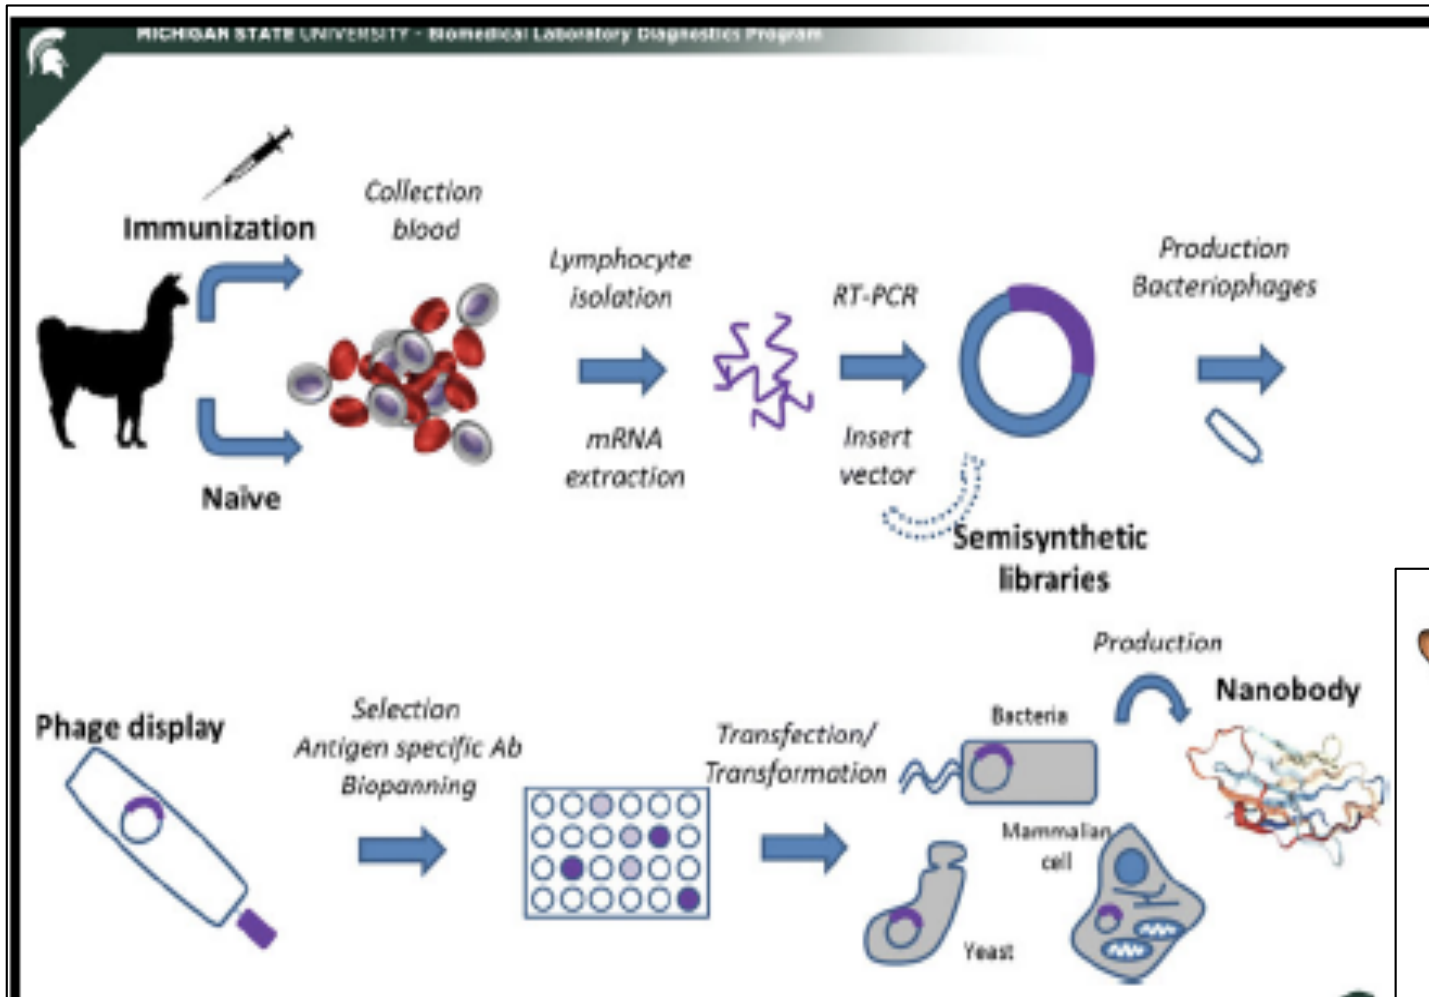 MICHIGAN STATE UNIVERSITY - Biomedical Laboratory Diagnostics Program
Immunization
Collection
blood
Lymphocyte
isolation
RT-PCR
Production
Bacteriophages
Naïve
mRNA
extraction
Insert
vector
Semisynthetic
libraries
Phage display
Selection
Antigen specific Ab
Biopanning
Transfection/
Transformation
Production
Nanobody
Bacteria
Mammalian
cell
Yeast